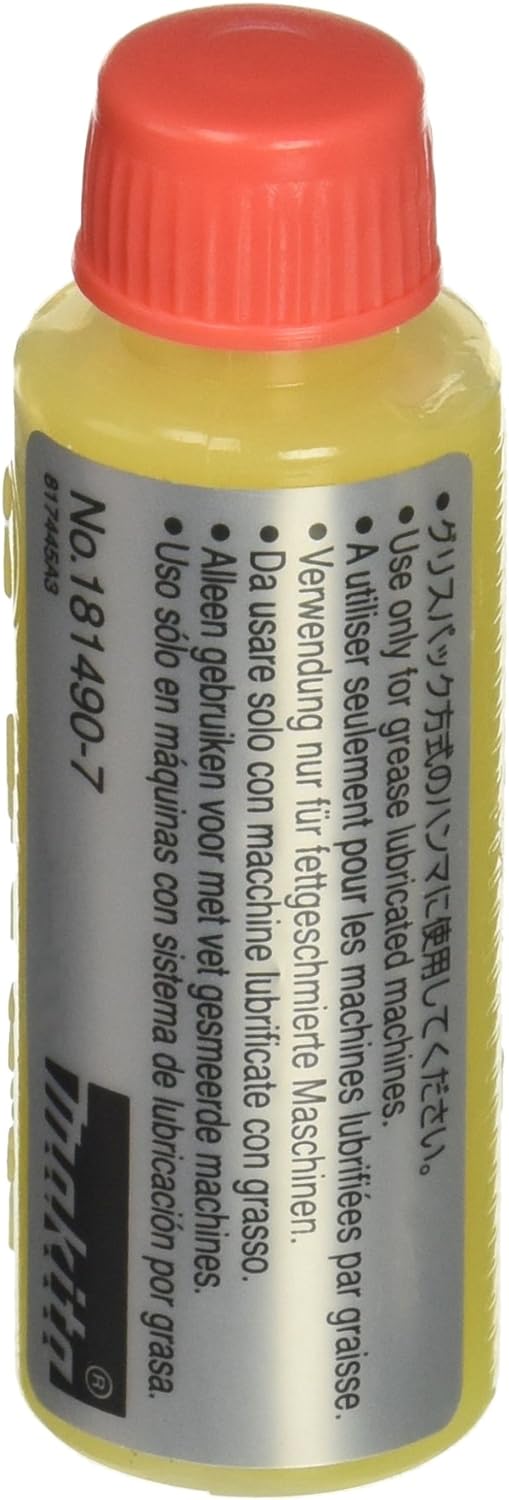 ・グリスパック方式のハンマに使用してください。
• Use only for grease lubricated machines.
• A utiliser seulement pour les machines lubrifiées par graisse.
• Verwendung nur für fettgeschmierte Maschinen.
• Da usare solo con macchine lubrificate con grasso.
• Alleen gebruiken voor met vet gesmeerde machines.
• Uso sólo en máquinas con sistema de lubricación por grasa.
No.181490-7
817445A3
makita®